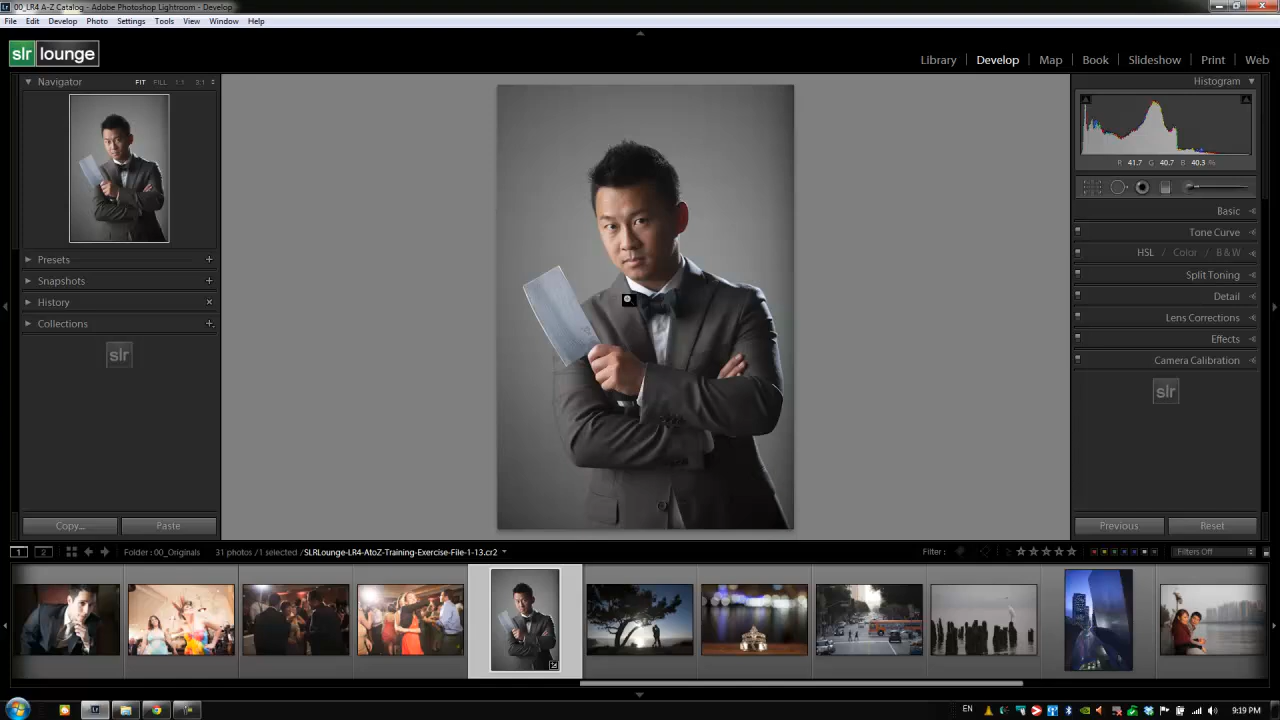 00_LR4 A-Z Catalog - Adobe Photoshop Lightroom - Develop
File Edit Develop Photo Settings Tools View Window Help
slr lounge
Library Develop Map Book Slideshow Print Web
Navigator FIT FILL 1:1 3:1
Histogram
R 41.7 G 40.7 B 40.3 %
Basic
Tone Curve
HSL / Color / B & W
Split Toning
Detail
Lens Corrections
Effects
Camera Calibration
slr
Presets
Snapshots
History
Collections
slr
Copy... Paste
Previous Reset
1 2 Folder : 00_Originals 31 photos /1 selected /SLRLounge-LR4-AtoZ-Training-Exercise-File-1-13.cr2 Filter : Filters Off
EN 9:19 PM